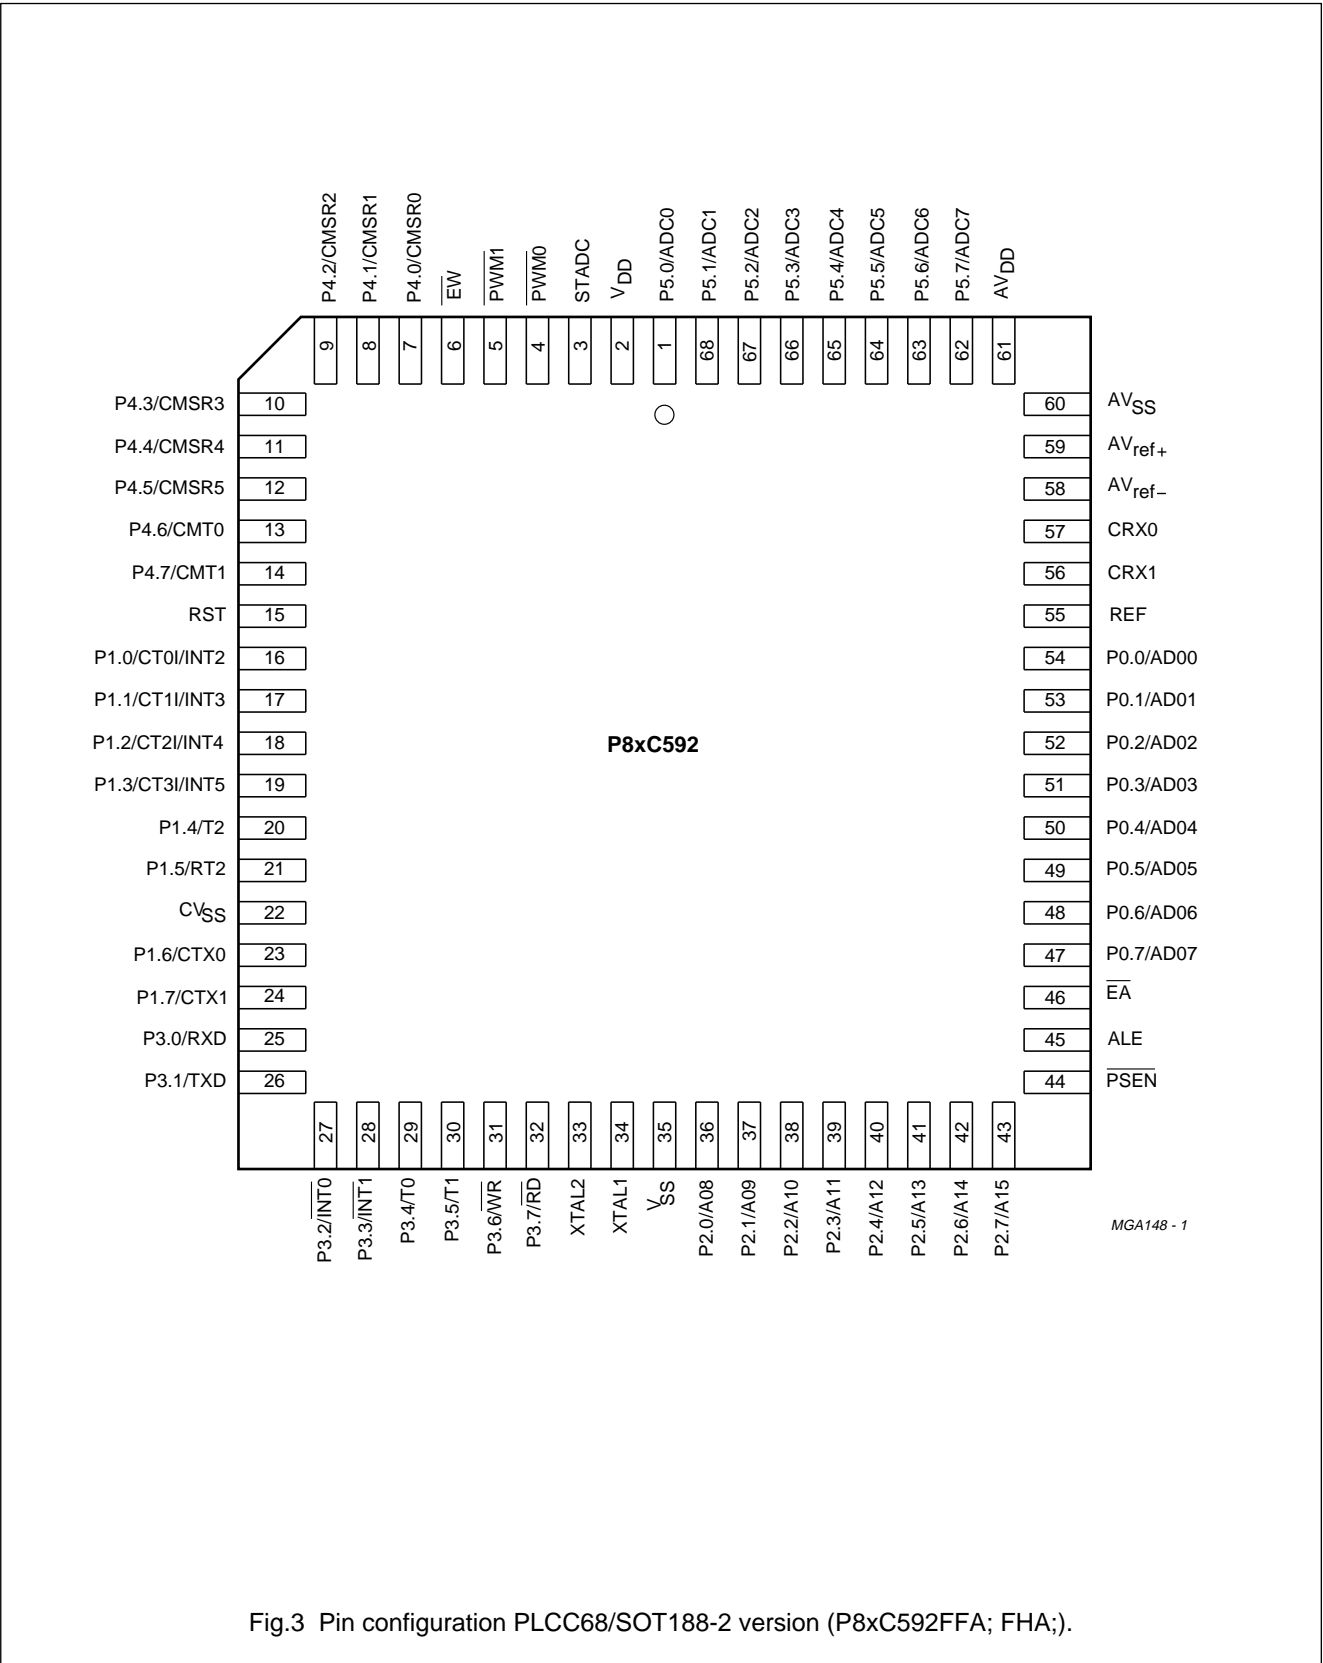 P4.2/CMSR2
P4.1/CMSR1
P4.0/CMSR0
EW
PWM1
PWM0
STADC
VDD
P5.0/ADC0
P5.1/ADC1
P5.2/ADC2
P5.3/ADC3
P5.4/ADC4
P5.5/ADC5
P5.6/ADC6
P5.7/ADC7
AVDD
9 8 7 6 5 4 3 2 1 68 67 66 65 64 63 62 61
P4.3/CMSR3 10 60 AVSS
P4.4/CMSR4 11 59 AVref+
P4.5/CMSR5 12 58 AVref−
P4.6/CMT0 13 57 CRX0
P4.7/CMT1 14 56 CRX1
RST 15 55 REF
P1.0/CT0I/INT2 16 54 P0.0/AD00
P1.1/CT1I/INT3 17 53 P0.1/AD01
P1.2/CT2I/INT4 18 P8xC592 52 P0.2/AD02
P1.3/CT3I/INT5 19 51 P0.3/AD03
P1.4/T2 20 50 P0.4/AD04
P1.5/RT2 21 49 P0.5/AD05
CVSS 22 48 P0.6/AD06
P1.6/CTX0 23 47 P0.7/AD07
P1.7/CTX1 24 46 EA
P3.0/RXD 25 45 ALE
P3.1/TXD 26 44 PSEN
27 28 29 30 31 32 33 34 35 36 37 38 39 40 41 42 43
P3.2/INT0
P3.3/INT1
P3.4/T0
P3.5/T1
P3.6/WR
P3.7/RD
XTAL2
XTAL1
VSS
P2.0/A08
P2.1/A09
P2.2/A10
P2.3/A11
P2.4/A12
P2.5/A13
P2.6/A14
P2.7/A15
MGA148 - 1
Fig.3 Pin configuration PLCC68/SOT188-2 version (P8xC592FFA; FHA;).